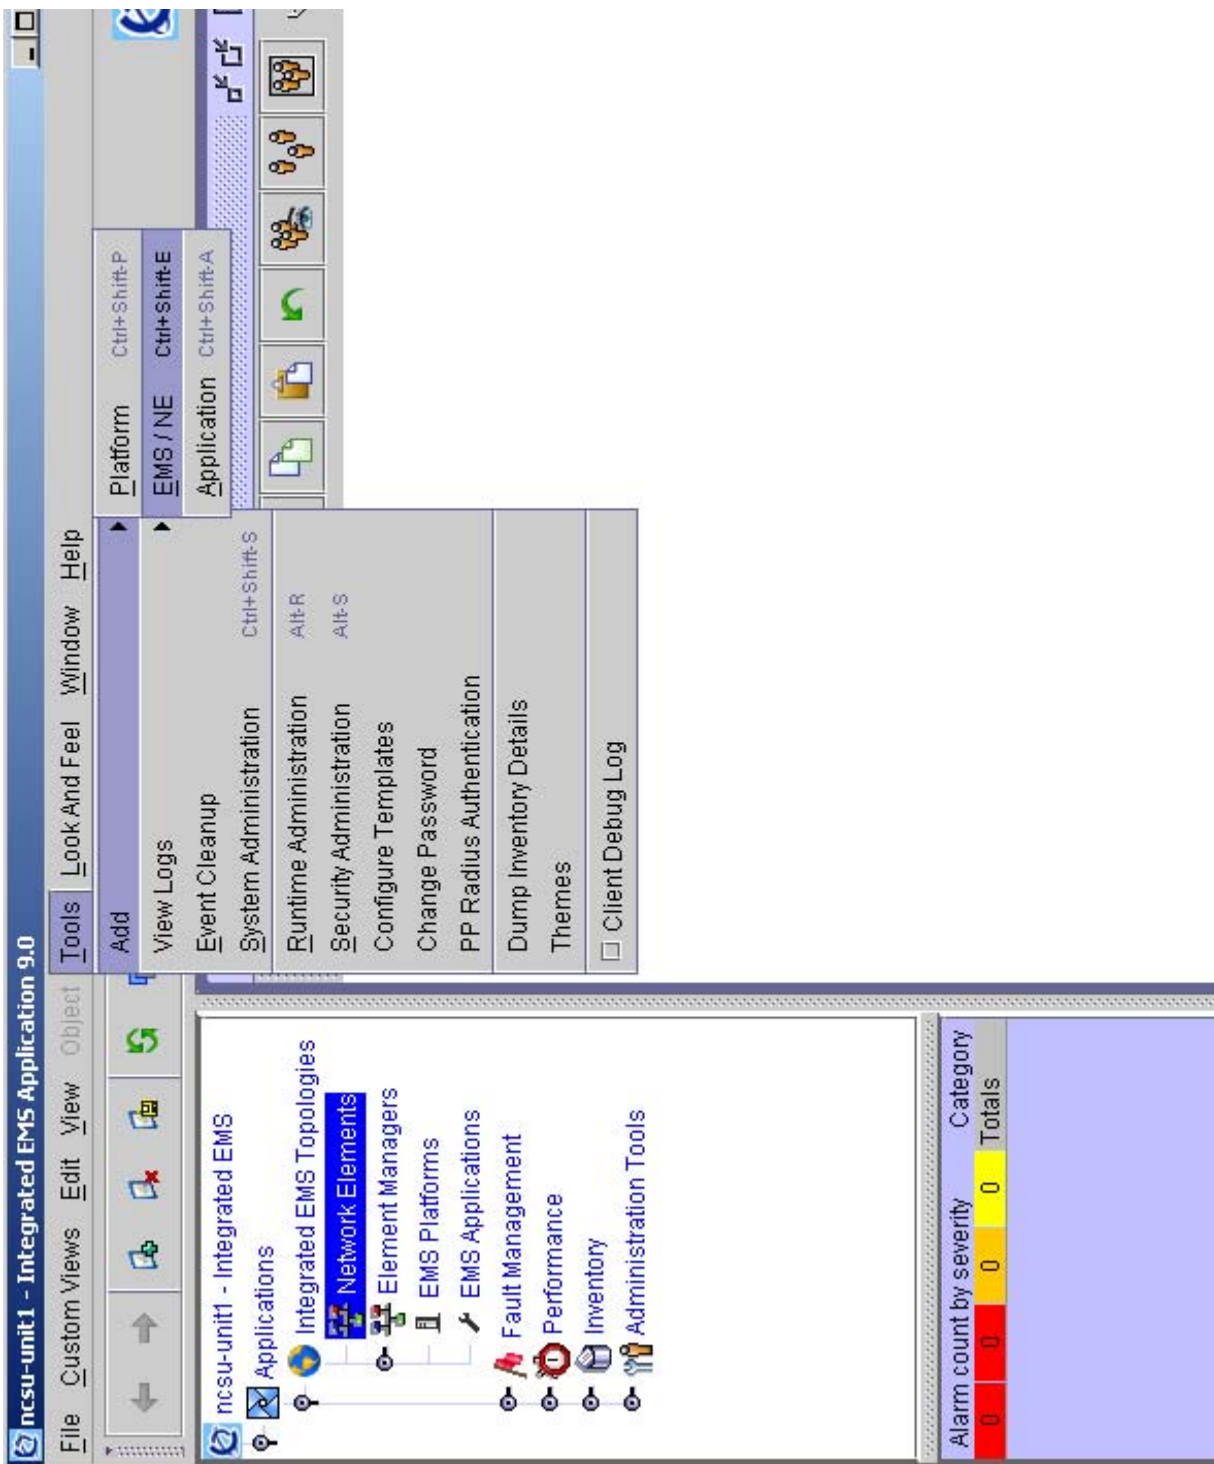 ncsu-unit1 - Integrated EMS Application 9.0
File Custom Views Edit View Object Tools Look And Feel Window Help
Add
View Logs
Event Cleanup
System Administration Ctrl+Shift-S
Runtime Administration Alt-R
Security Administration Alt-S
Configure Templates
Change Password
PP Radius Authentication
Dump Inventory Details
Themes
Client Debug Log
Platform Ctrl+Shift-P
EMS / NE Ctrl+Shift-E
Application Ctrl+Shift-A
ncsu-unit1 - Integrated EMS
Applications
Integrated EMS Topologies
Network Elements
Element Managers
EMS Platforms
EMS Applications
Fault Management
Performance
Inventory
Administration Tools
Alarm count by severity Category
0 0 0 0 Totals